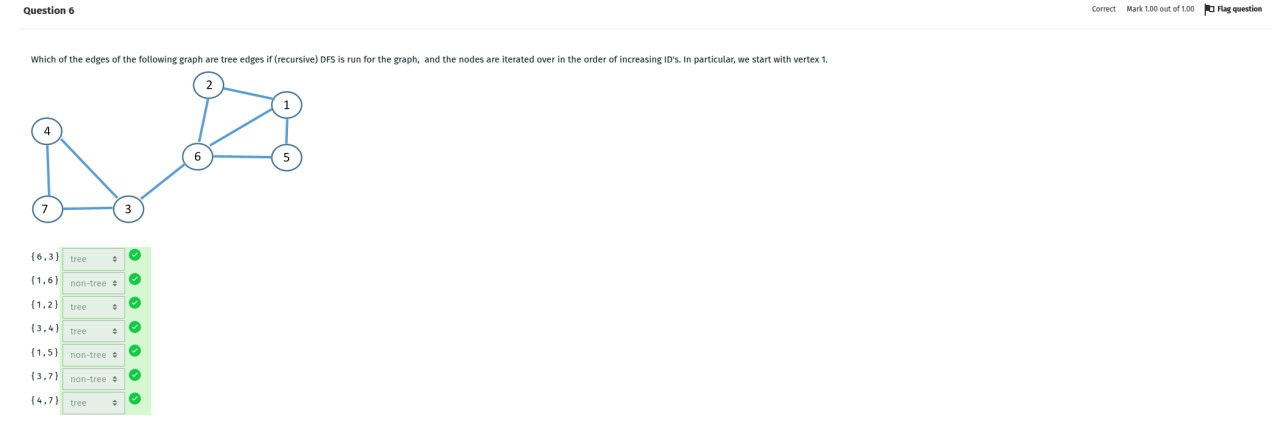 Question 6
Correct Mark 1.00 out of 1.00 Flag question
Which of the edges of the following graph are tree edges if (recursive) DFS is run for the graph, and the nodes are iterated over in the order of increasing ID's. In particular, we start with vertex 1.
2
1
4
6
5
7
3
{6,3} tree
{1,6} non-tree
{1,2} tree
{3,4} tree
{1,5} non-tree
{3,7} non-tree
{4,7} tree